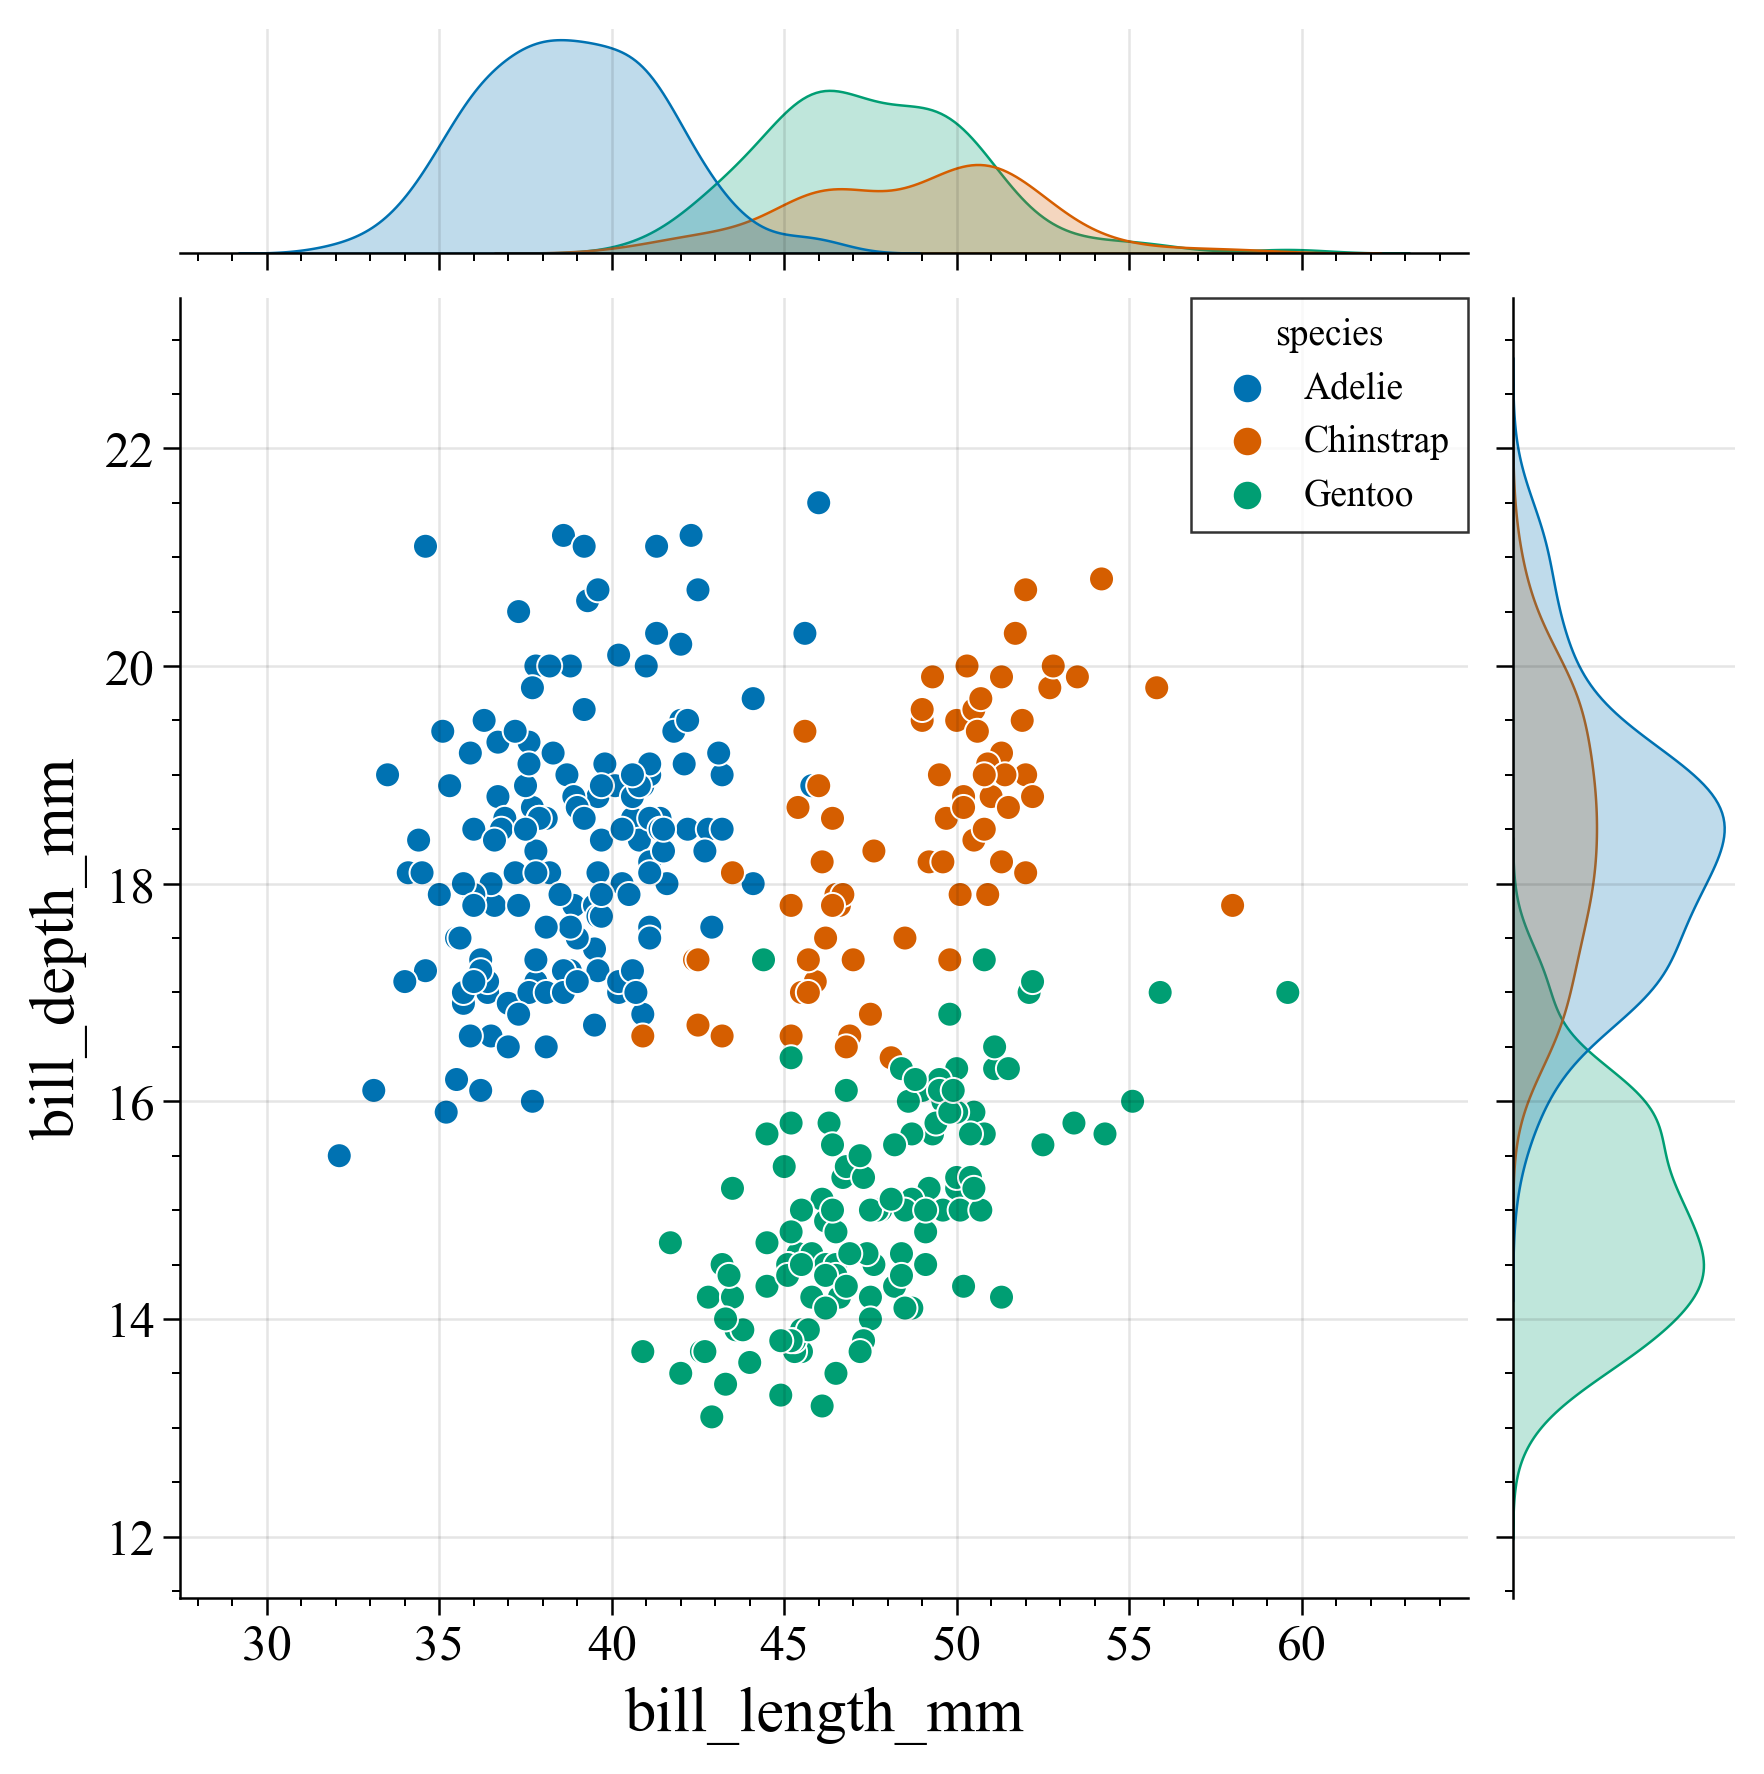 species
Adelie
Chinstrap
Gentoo
bill_depth_mm
22
20
18
16
14
12
30 35 40 45 50 55 60
bill_length_mm